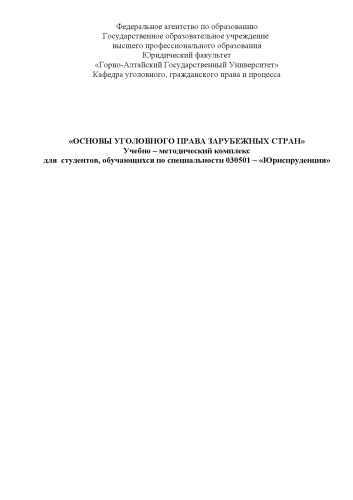 Федеральное агентство по образованию
Государственное образовательное учреждение
высшего профессионального образования
Юридический факультет
«Горно-Алтайский Государственный Университет»
Кафедра уголовного, гражданского права и процесса
«ОСНОВЫ УГОЛОВНОГО ПРАВА ЗАРУБЕЖНЫХ СТРАН»
Учебно – методический комплекс
для студентов, обучающихся по специальности 030501 – «Юриспруденция»